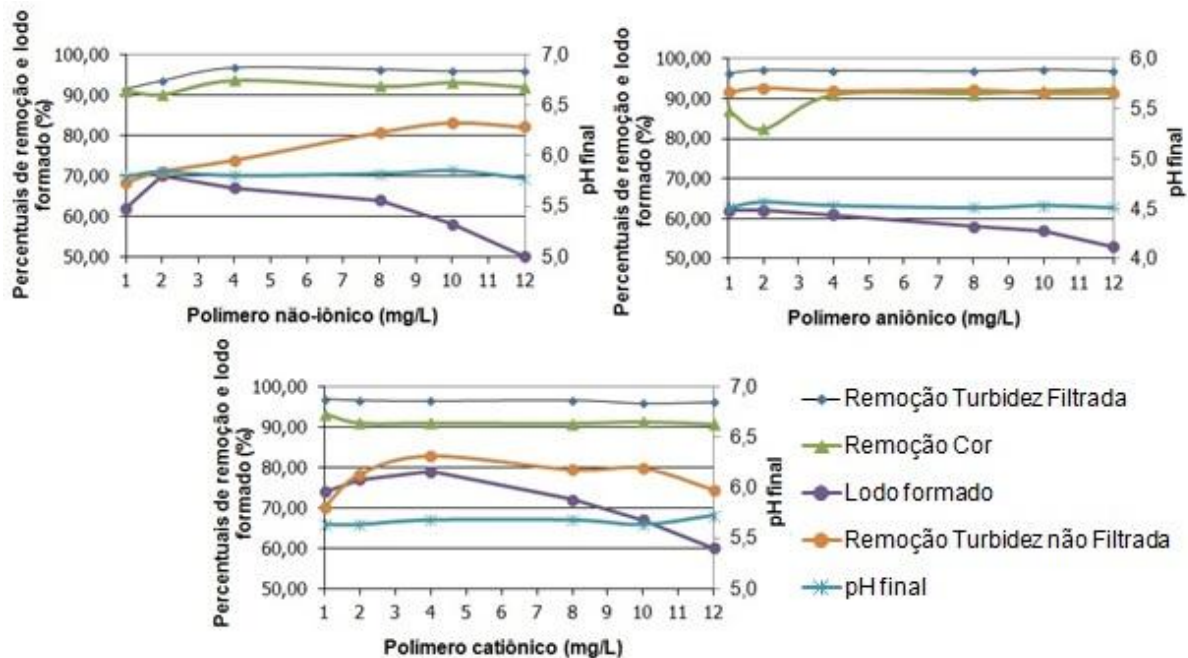 Percentuais de remoção e lodo
formado (%)
100,00
90,00
80,00
70,00
60,00
50,00
7,0
6,5
6,0
5,5
5,0
pH final
1 2 3 4 5 6 7 8 9 10 11 12
Polímero não-iônico (mg/L)
Percentuais de remoção e lodo
formado (%)
100,00
90,00
80,00
70,00
60,00
50,00
6,0
5,5
5,0
4,5
4,0
pH final
1 2 3 4 5 6 7 8 9 10 11 12
Polímero aniônico (mg/L)
Percentuais de remoção e lodo
formado (%)
100,00
90,00
80,00
70,00
60,00
50,00
7,0
6,5
6,0
5,5
5,0
pH final
1 2 3 4 5 6 7 8 9 10 11 12
Polímero catiônico (mg/L)
Remoção Turbidez Filtrada
Remoção Cor
Lodo formado
Remoção Turbidez não Filtrada
pH final